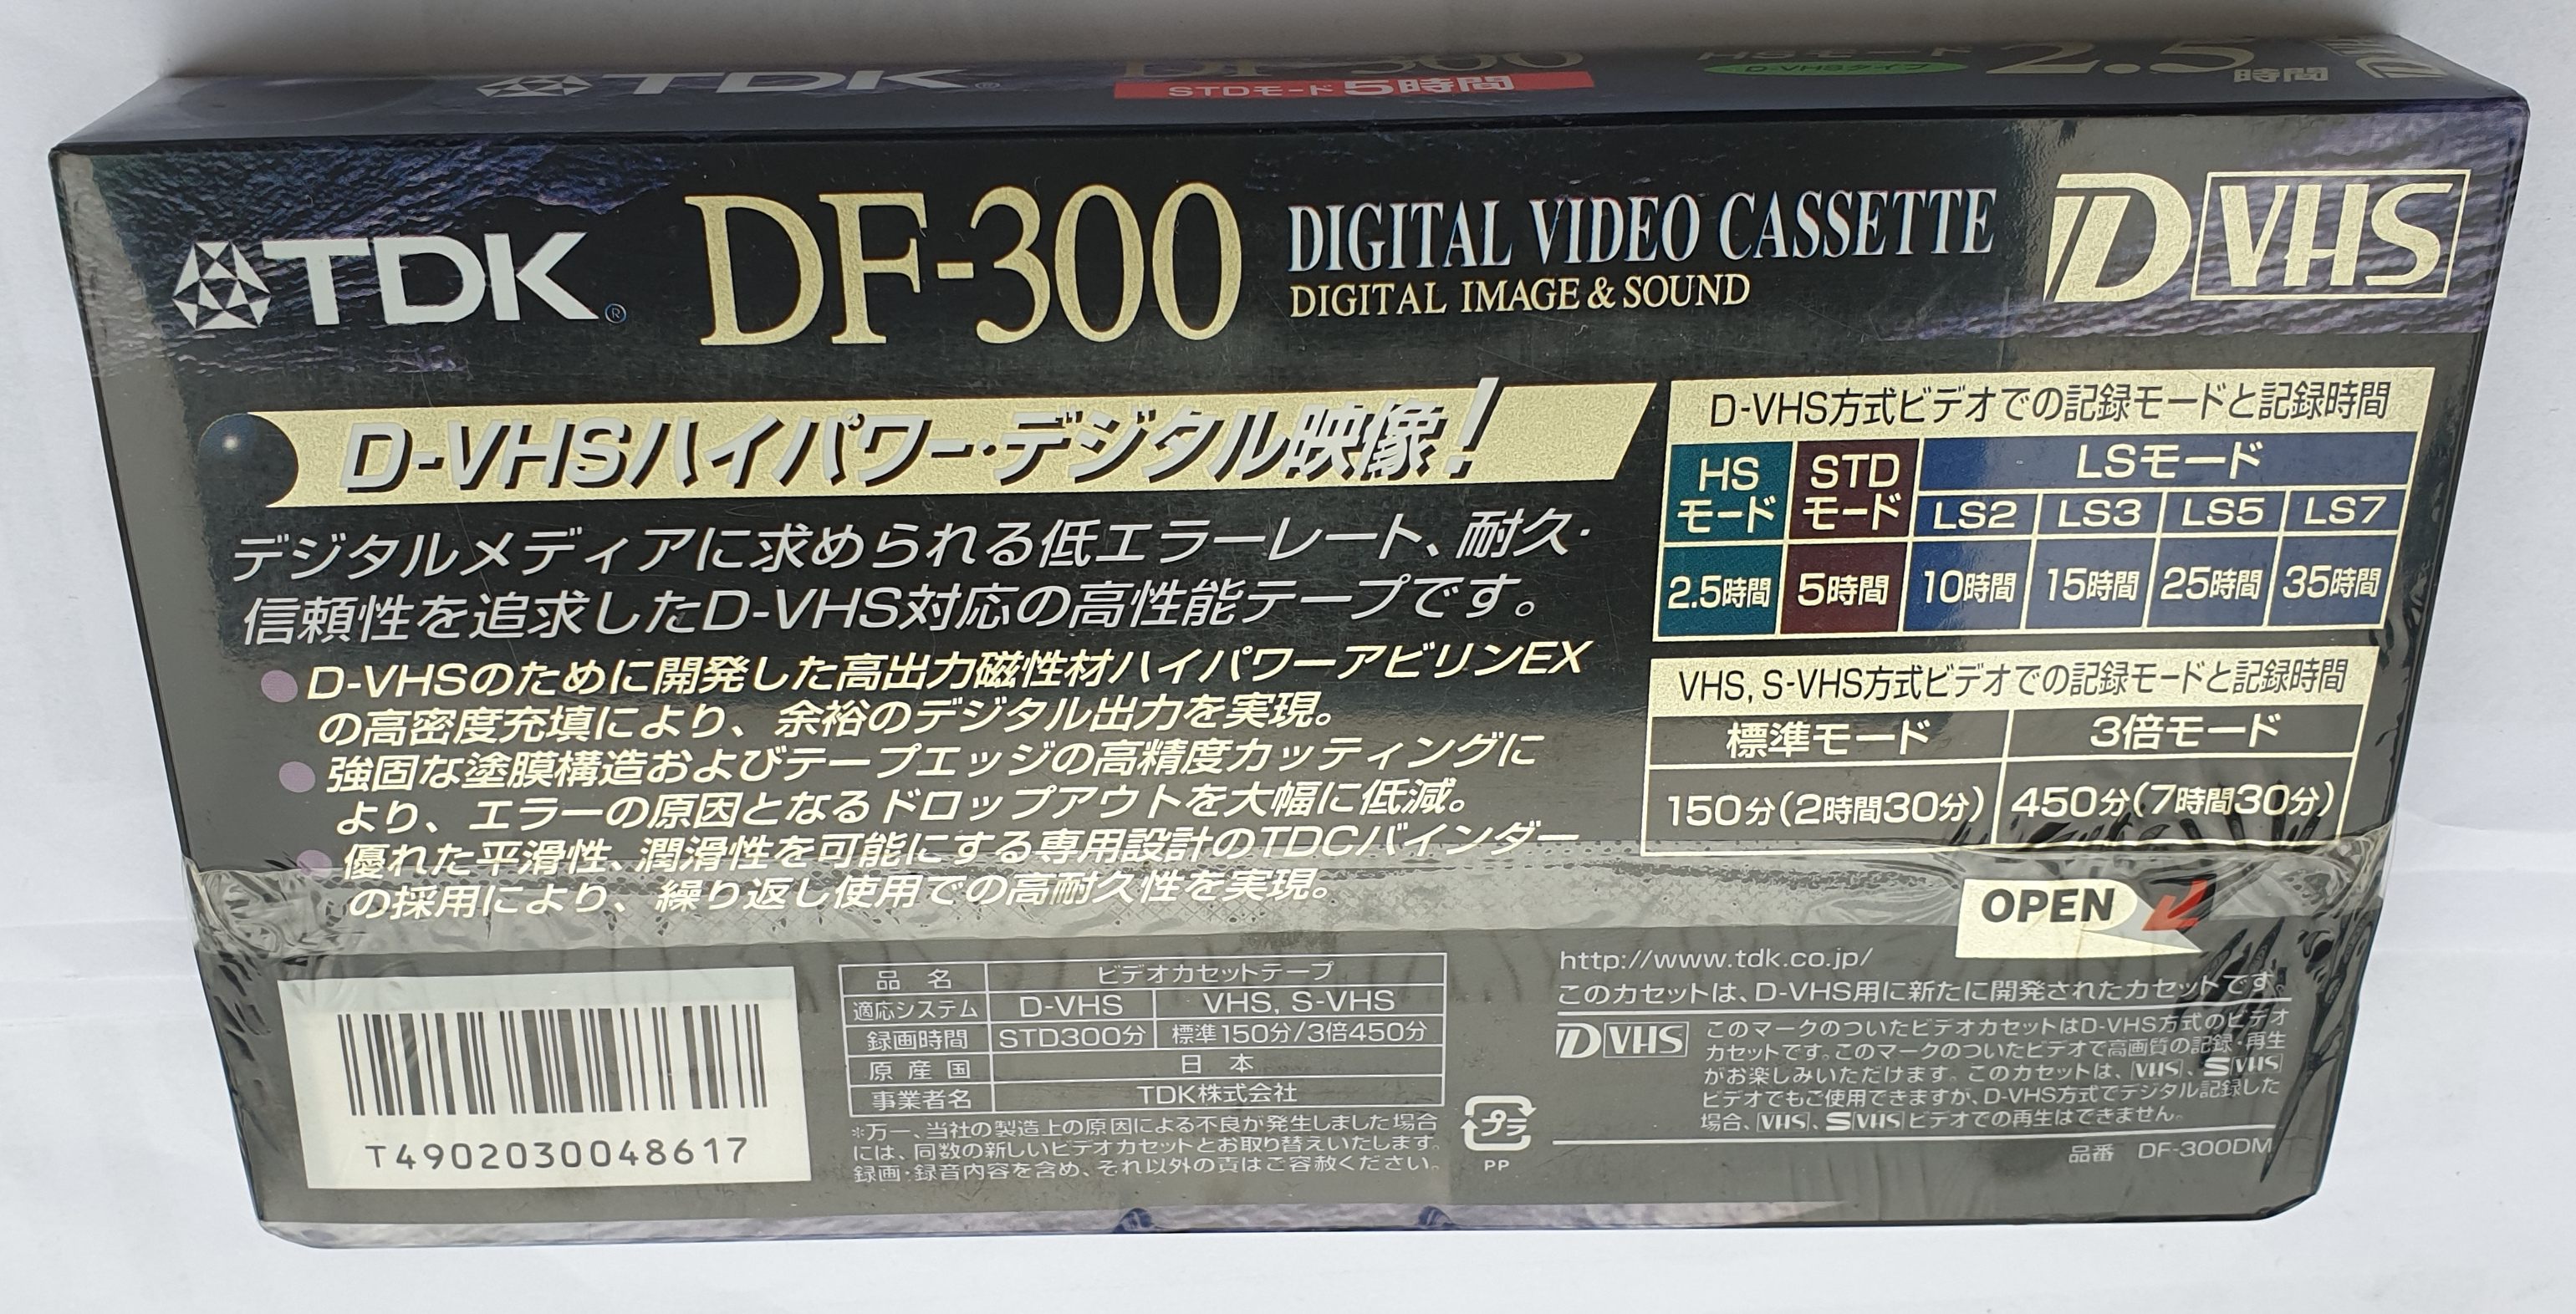 TDK
STDモード 5時間
HSモード
D-VHSタイプ
2.5時間
TDK®
DF-300
DIGITAL VIDEO CASSETTE
DIGITAL IMAGE & SOUND
D VHS
D-VHSハイパワー・デジタル映像!
デジタルメディアに求められる低エラーレート、耐久・
信頼性を追求したD-VHS対応の高性能テープです。
●D-VHSのために開発した高出力磁性材ハイパワーアビリンEX
の高密度充填により、余裕のデジタル出力を実現。
●強固な塗膜構造およびテープエッジの高精度カッティングに
より、エラーの原因となるドロップアウトを大幅に低減。
●優れた平滑性、潤滑性を可能にする専用設計のTDCバインダー
の採用により、繰り返し使用での高耐久性を実現。
D-VHS方式ビデオでの記録モードと記録時間
HSモード STDモード LSモード
LS2 LS3 LS5 LS7
2.5時間 5時間 10時間 15時間 25時間 35時間
VHS, S-VHS方式ビデオでの記録モードと記録時間
標準モード 3倍モード
150分(2時間30分) 450分(7時間30分)
OPEN
T4902030048617
品名 ビデオカセットテープ
適応システム D-VHS VHS, S-VHS
録画時間 STD300分 標準150分/3倍450分
原産国 日本
事業者名 TDK株式会社
※万一、当社の製造上の原因による不良が発生しました場合
には、同数の新しいビデオカセットとお取り替えいたします。
録画・録音内容を含め、それ以外の責はご容赦ください。
プラ
PP
http://www.tdk.co.jp/
このカセットは、D-VHS用に新たに開発されたカセットです。
D VHS
このマークのついたビデオカセットはD-VHS方式のビデオ
カセットです。このマークのついたビデオで高画質の記録・再生
がお楽しみいただけます。このカセットは、VHS、S VHS
ビデオでもご使用できますが、D-VHS方式でデジタル記録した
場合、VHS、S VHSビデオでの再生はできません。
品番 DF-300DM